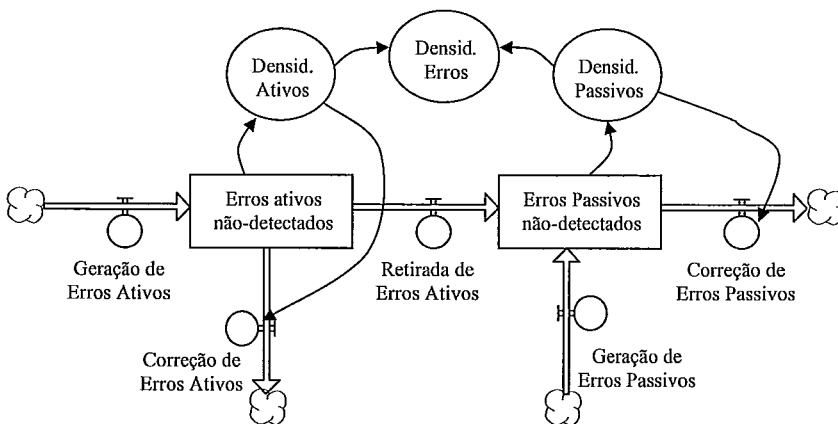 Densid.
Ativos
Densid.
Erros
Densid.
Passivos
Erros ativos
não-detectados
Erros Passivos
não-detectados
Geração de
Erros Ativos
Retirada de
Erros Ativos
Correção de
Erros Passivos
Correção de
Erros Ativos
Geração de
Erros Passivos